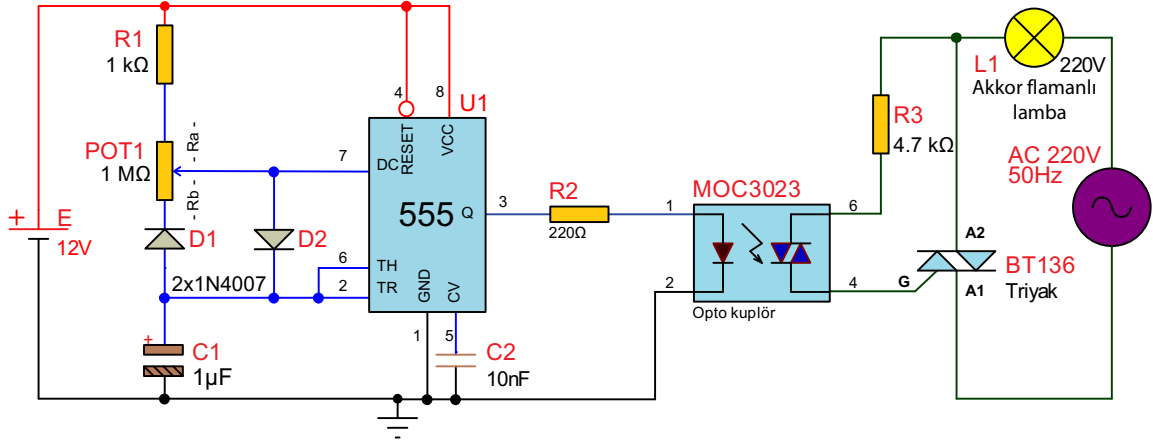 R1
1 kΩ
POT1
1 MΩ
- Ra -
- Rb -
+
E
12V
D1
D2
2x1N4007
+
C1
1µF
4
8
U1
RESET
VCC
7
DC
555
Q
3
6
TH
2
TR
GND
CV
1
5
C2
10nF
R2
220Ω
MOC3023
1
6
2
4
Opto kuplör
R3
4.7 kΩ
L1
220V
Akkor flamanlı
lamba
AC 220V
50Hz
A2
G
A1
BT136
Triyak